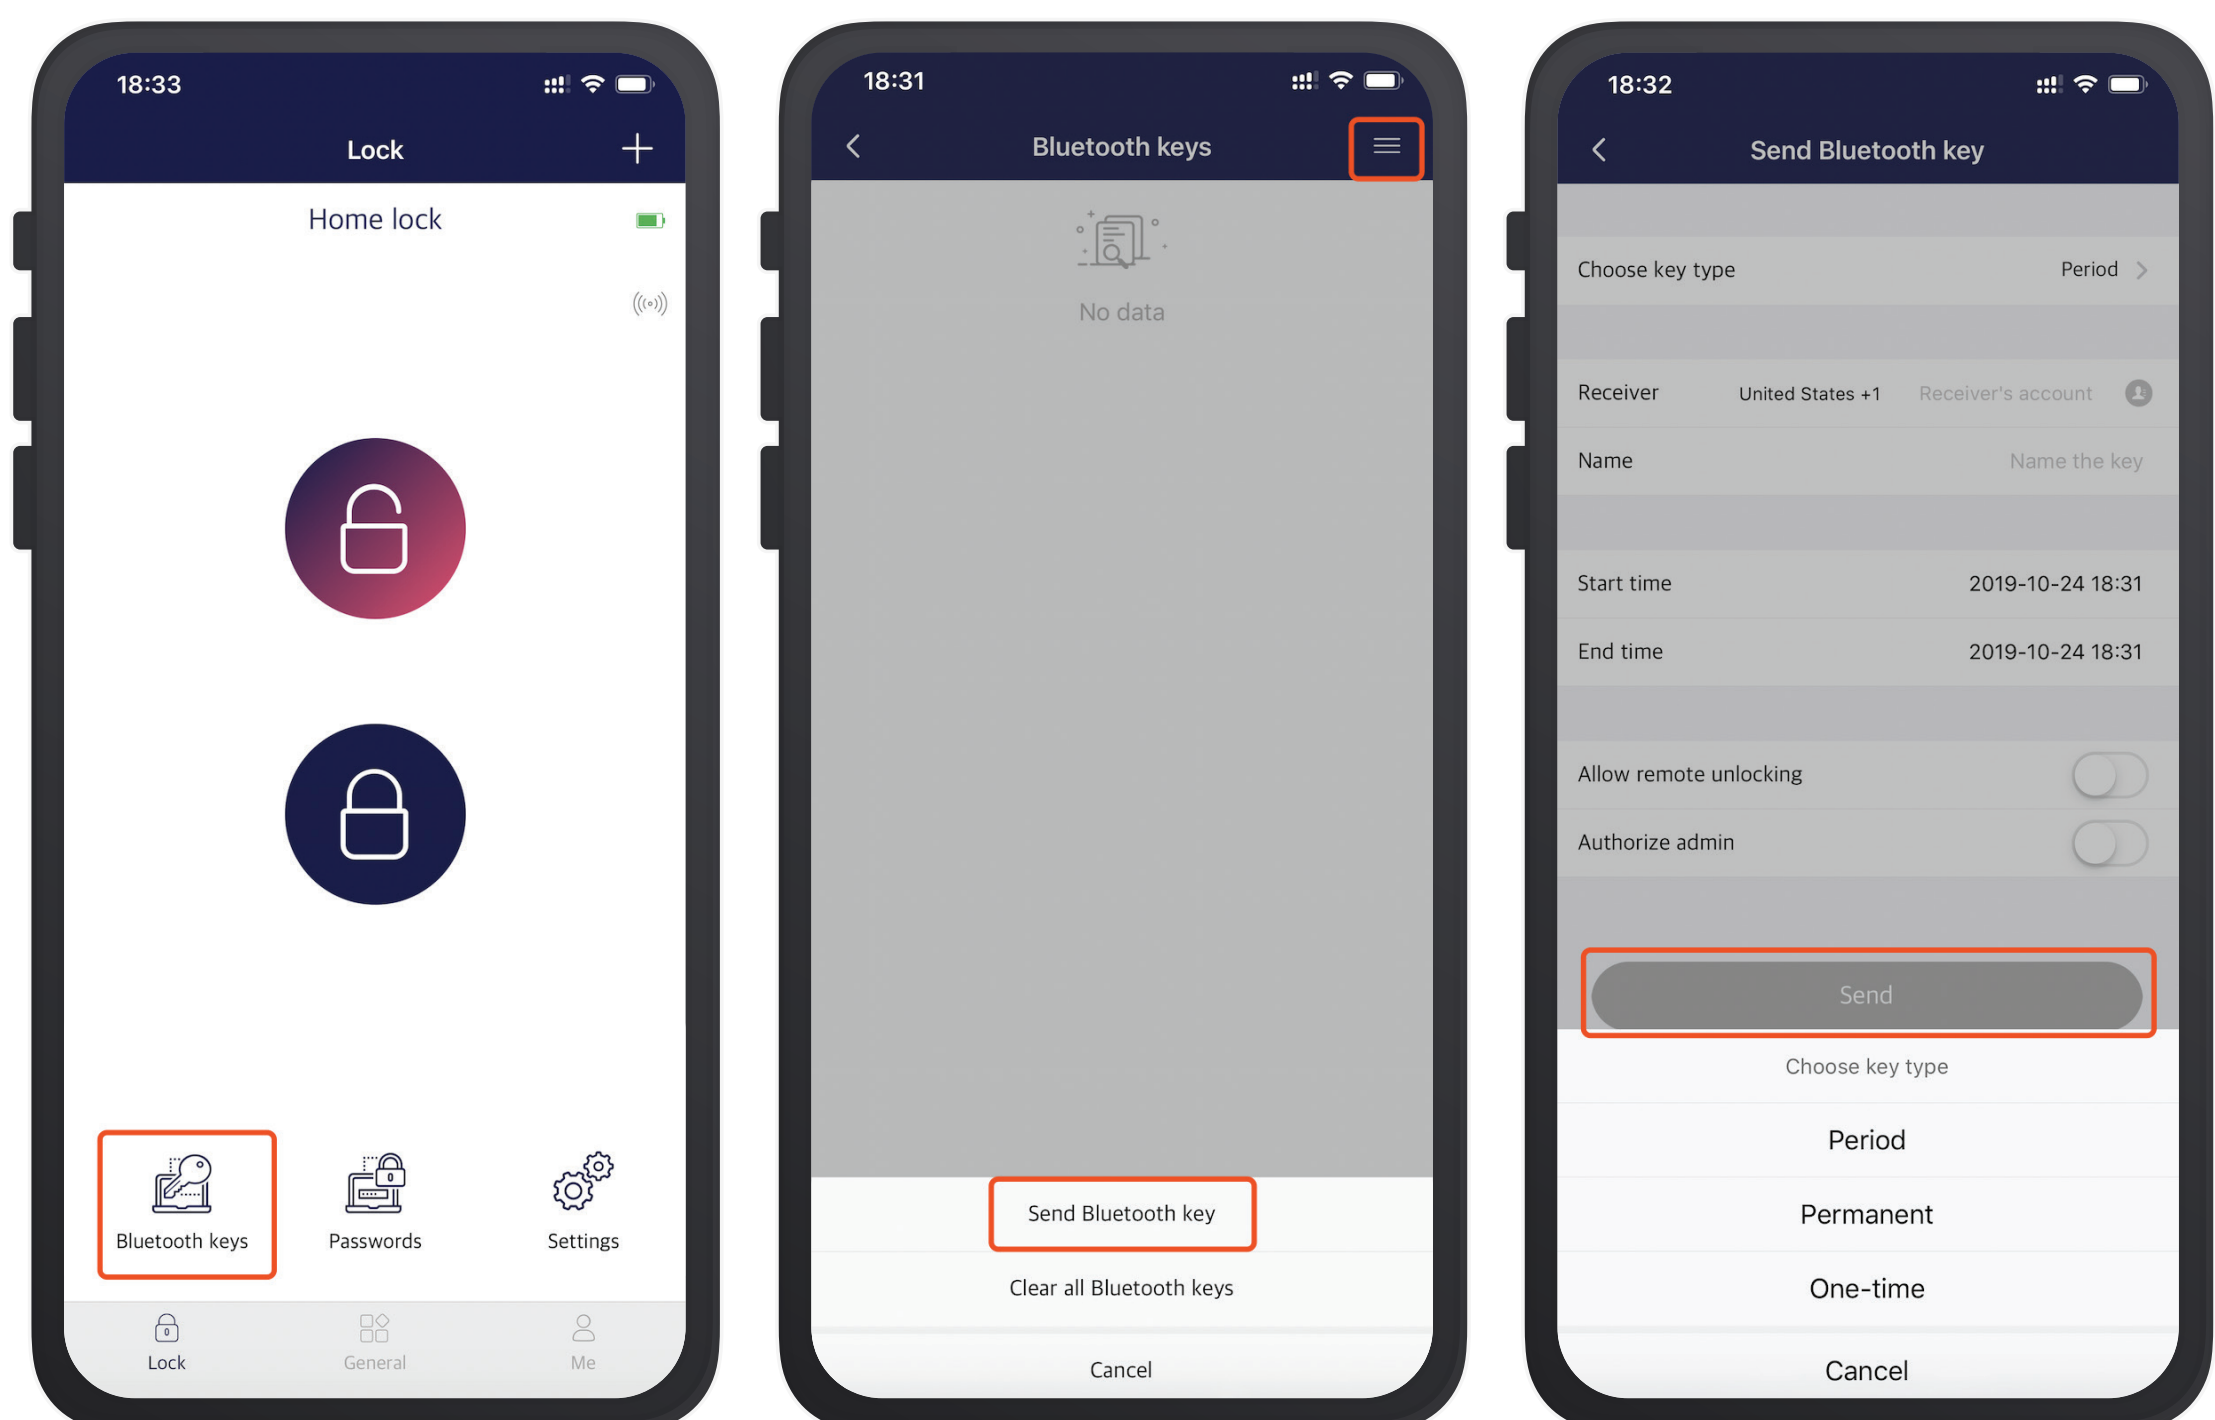 18:33
Lock
Home lock
Bluetooth keys
Passwords
Settings
Lock
General
Me
18:31
Bluetooth keys
No data
Send Bluetooth key
Clear all Bluetooth keys
Cancel
18:32
Send Bluetooth key
Choose key type Period
Receiver United States +1 Receiver's account
Name Name the key
Start time 2019-10-24 18:31
End time 2019-10-24 18:31
Allow remote unlocking
Authorize admin
Send
Choose key type
Period
Permanent
One-time
Cancel